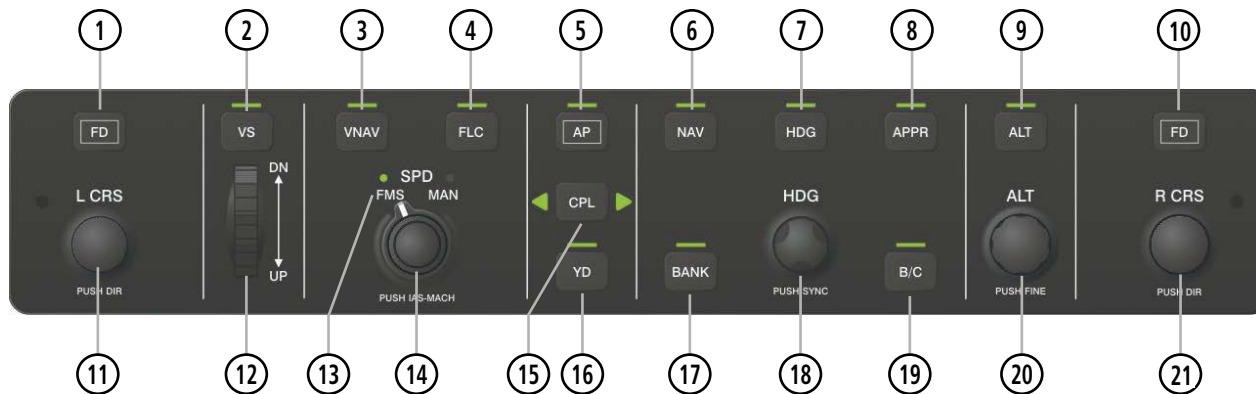 1 2 3 4 5 6 7 8 9 10
FD VS VNAV FLC AP NAV HDG APPR ALT FD
DN
SPD
FMS MAN
L CRS CPL HDG ALT R CRS
UP YD BANK B/C
PUSH DIR PUSH IAS-MACH PUSH SYNC PUSH FINE PUSH DIR
11 12 13 14 15 16 17 18 19 20 21